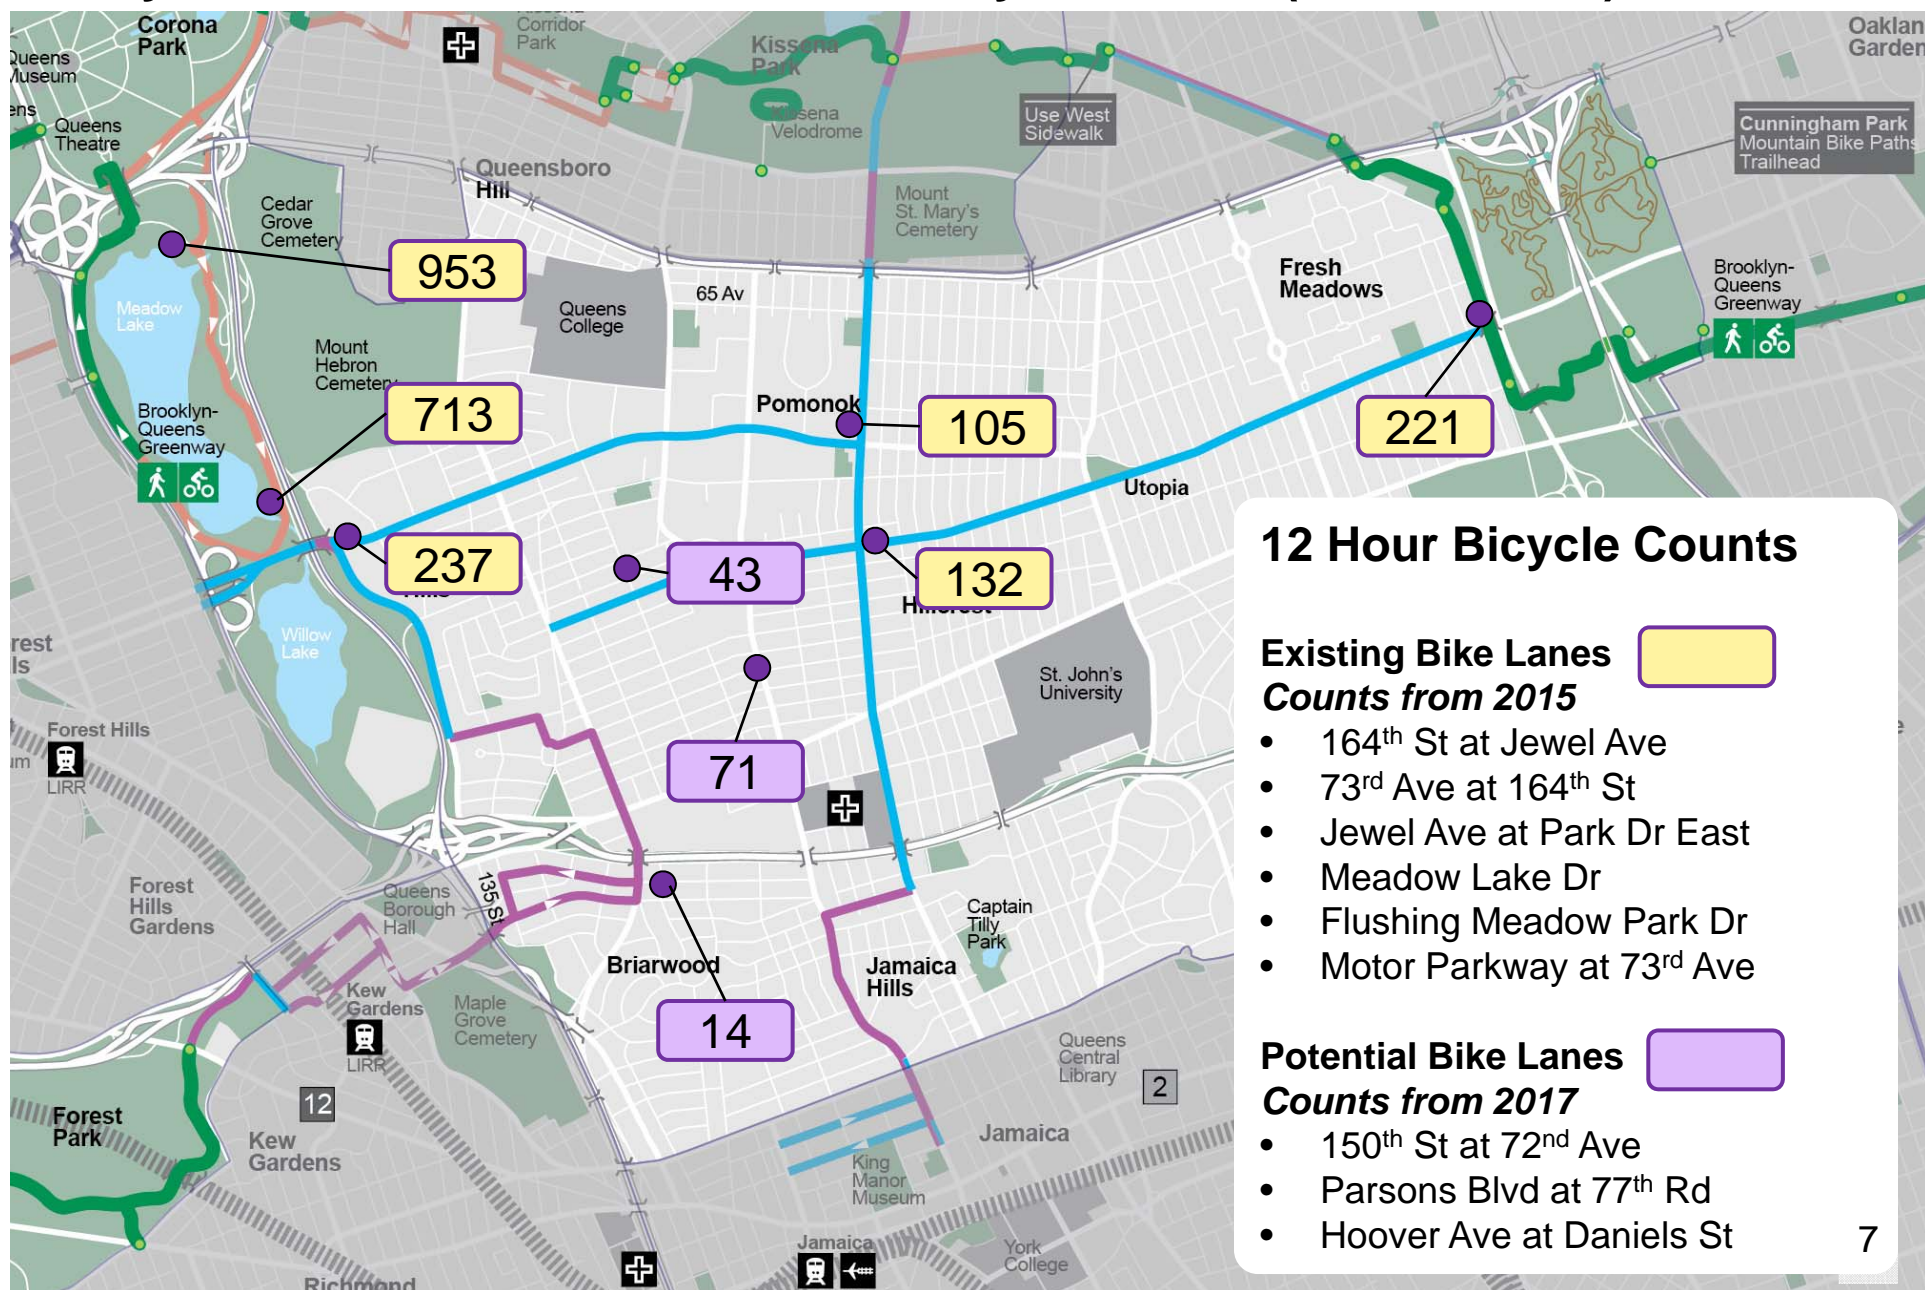 Corona
Park
Queens
Museum
Queens
Theatre
Corridor
Park
Kissena
Park
Kissena
Velodrome
Use West
Sidewalk
Oaklan
Garden
Cunningham Park
Mountain Bike Paths
Trailhead
Queensboro
Hill
Cedar
Grove
Cemetery
Mount
St. Mary's
Cemetery
953
Meadow
Lake
Queens
College
65 Av
Fresh
Meadows
Brooklyn-
Queens
Greenway
Mount
Hebron
Cemetery
713
Pomonok
105
221
Brooklyn-
Queens
Greenway
Utopia
237
Hills
43
132
Hillcrest
Willow
Lake
St. John's
University
71
Forest Hills
LIRR
Forest
Hills
Gardens
Queens
Borough
Hall
135 St
Captain
Tilly
Park
Briarwood
Jamaica
Hills
Kew
Gardens
LIRR
Maple
Grove
Cemetery
14
Queens
Central
Library
2
12
Forest
Park
Kew
Gardens
Jamaica
King
Manor
Museum
Jamaica
York
College
Richmond
12 Hour Bicycle Counts
Existing Bike Lanes
Counts from 2015
• 164th St at Jewel Ave
• 73rd Ave at 164th St
• Jewel Ave at Park Dr East
• Meadow Lake Dr
• Flushing Meadow Park Dr
• Motor Parkway at 73rd Ave
Potential Bike Lanes
Counts from 2017
• 150th St at 72nd Ave
• Parsons Blvd at 77th Rd
• Hoover Ave at Daniels St
7